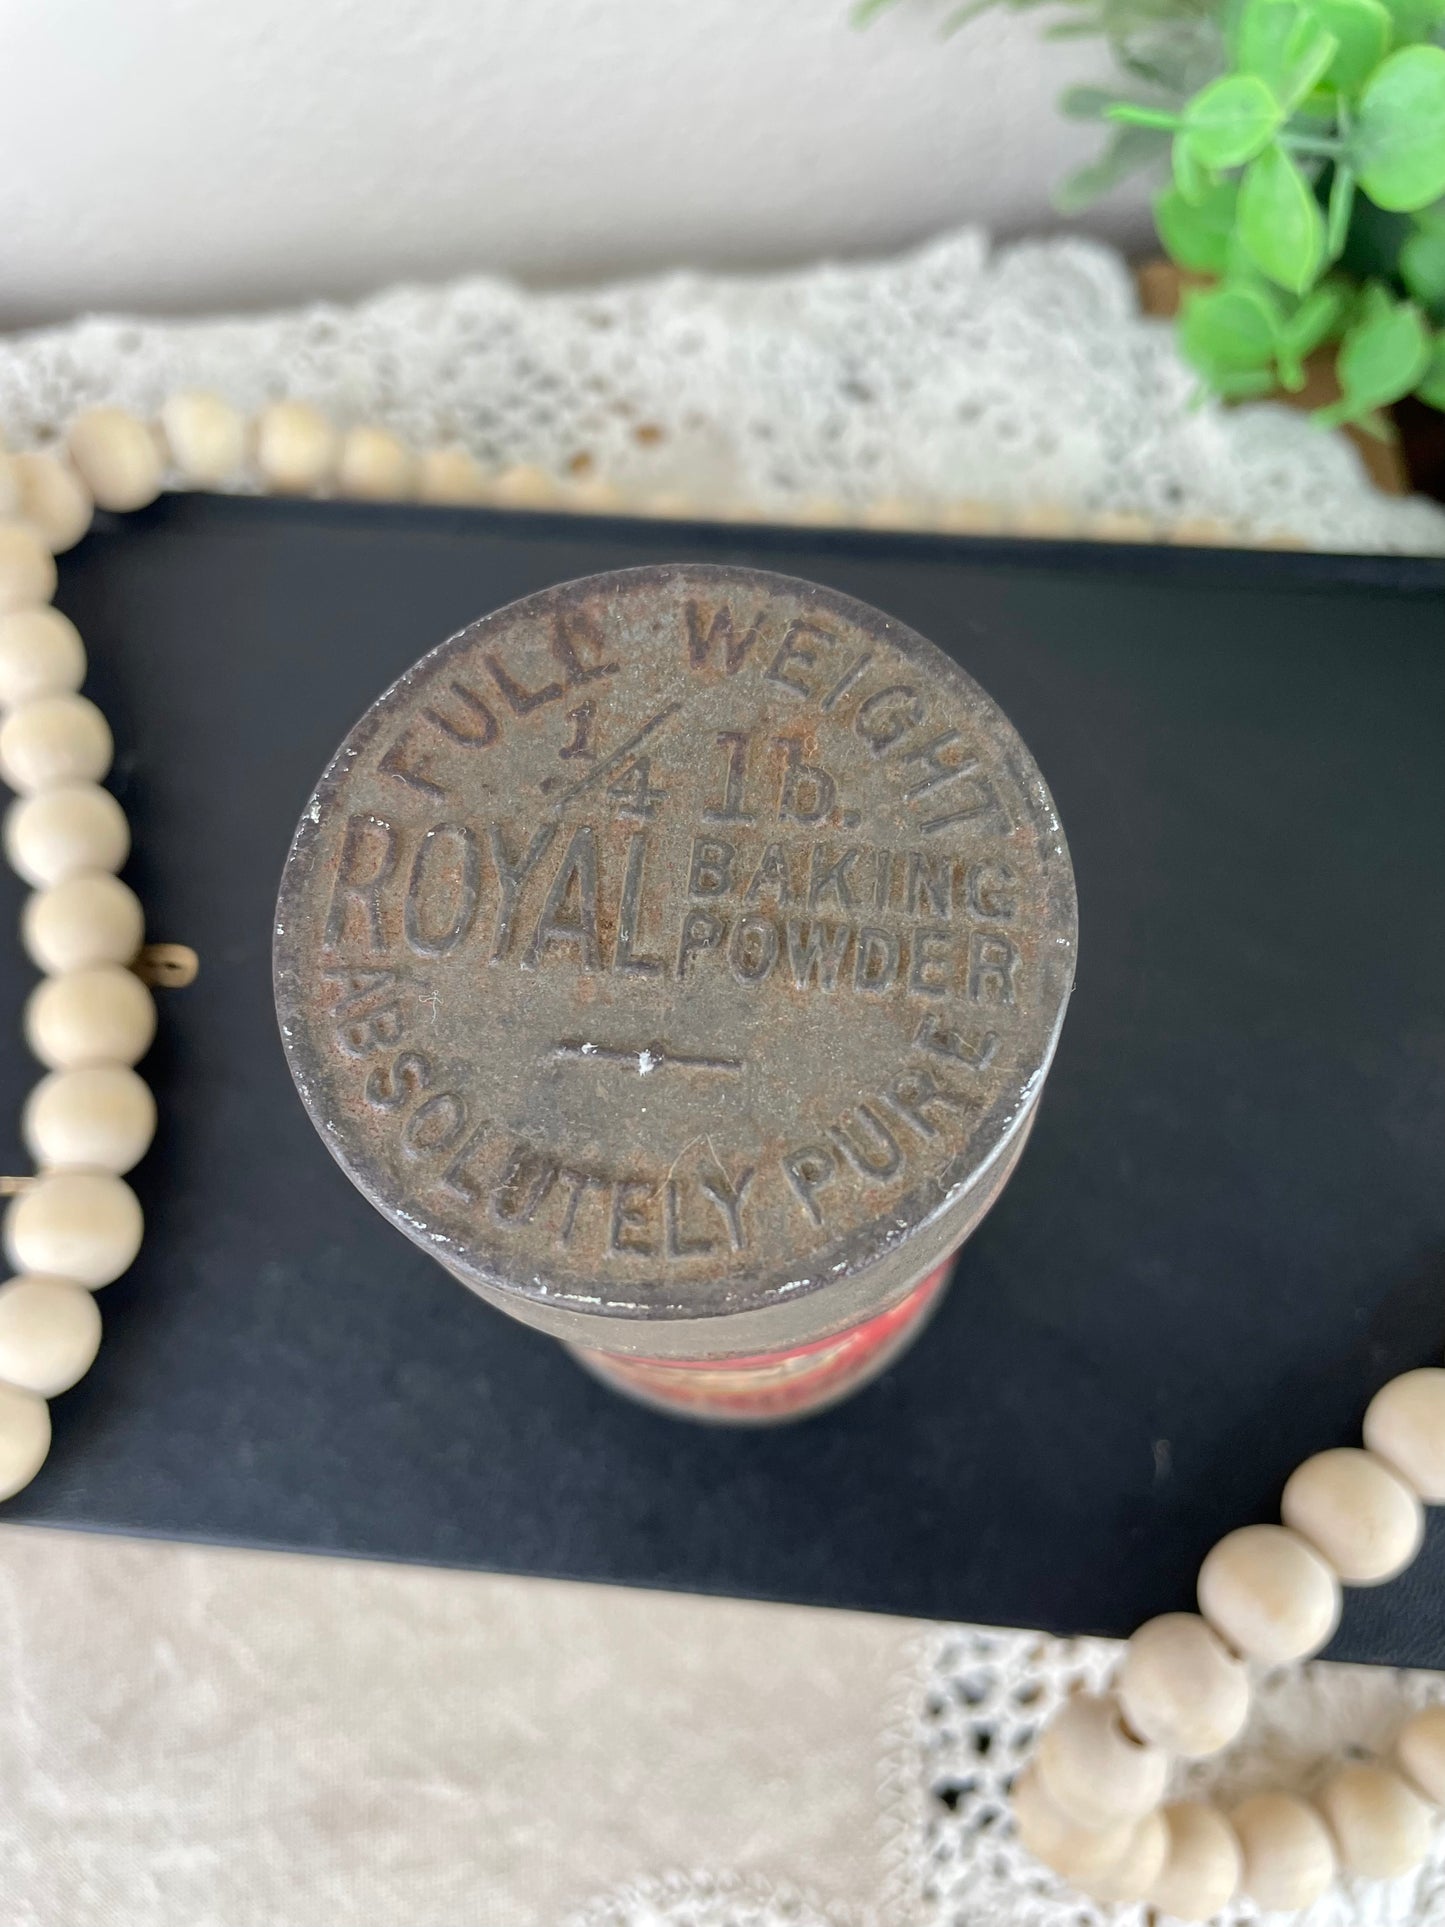 FULL WEIGHT
1/4 lb.
ROYAL BAKING
POWDER
ABSOLUTELY PURE